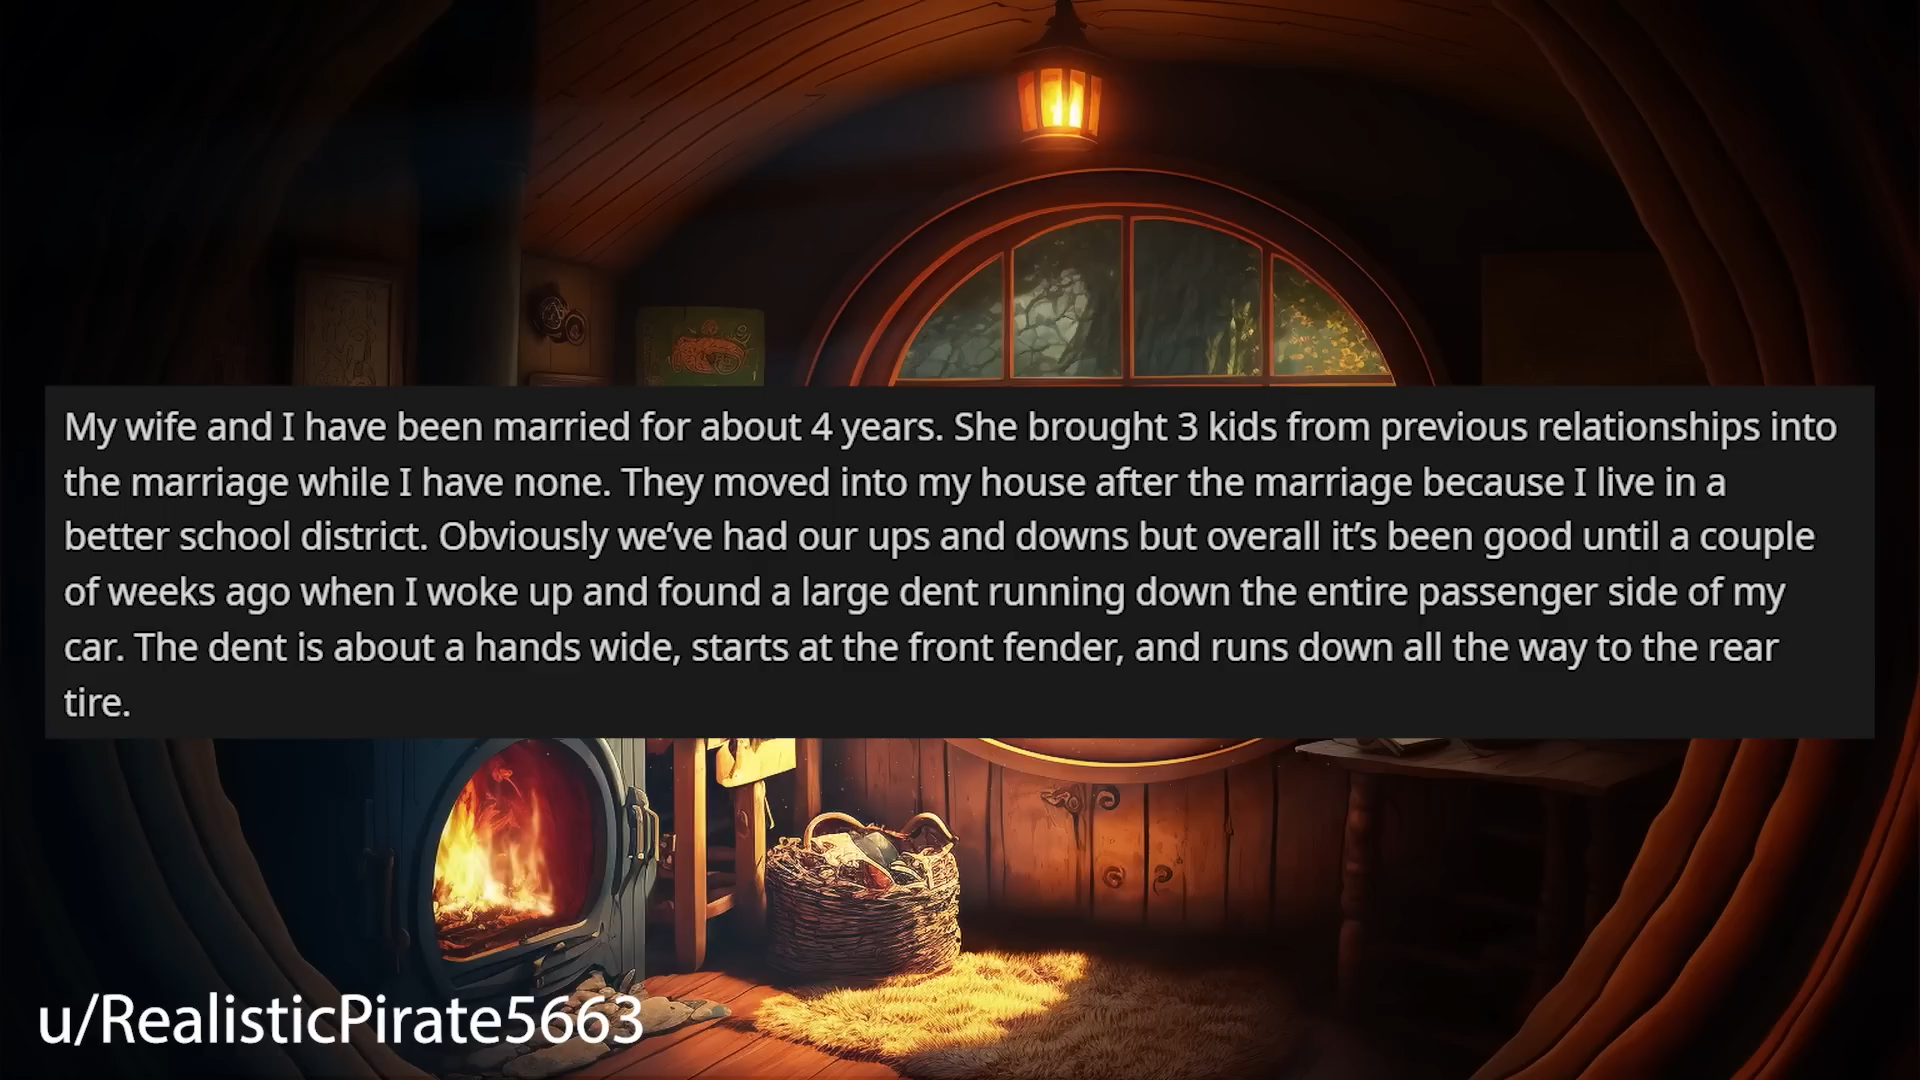 My wife and I have been married for about 4 years. She brought 3 kids from previous relationships into
the marriage while I have none. They moved into my house after the marriage because I live in a
better school district. Obviously we’ve had our ups and downs but overall it’s been good until a couple
of weeks ago when I woke up and found a large dent running down the entire passenger side of my
car. The dent is about a hands wide, starts at the front fender, and runs down all the way to the rear
tire.
u/RealisticPirate5663